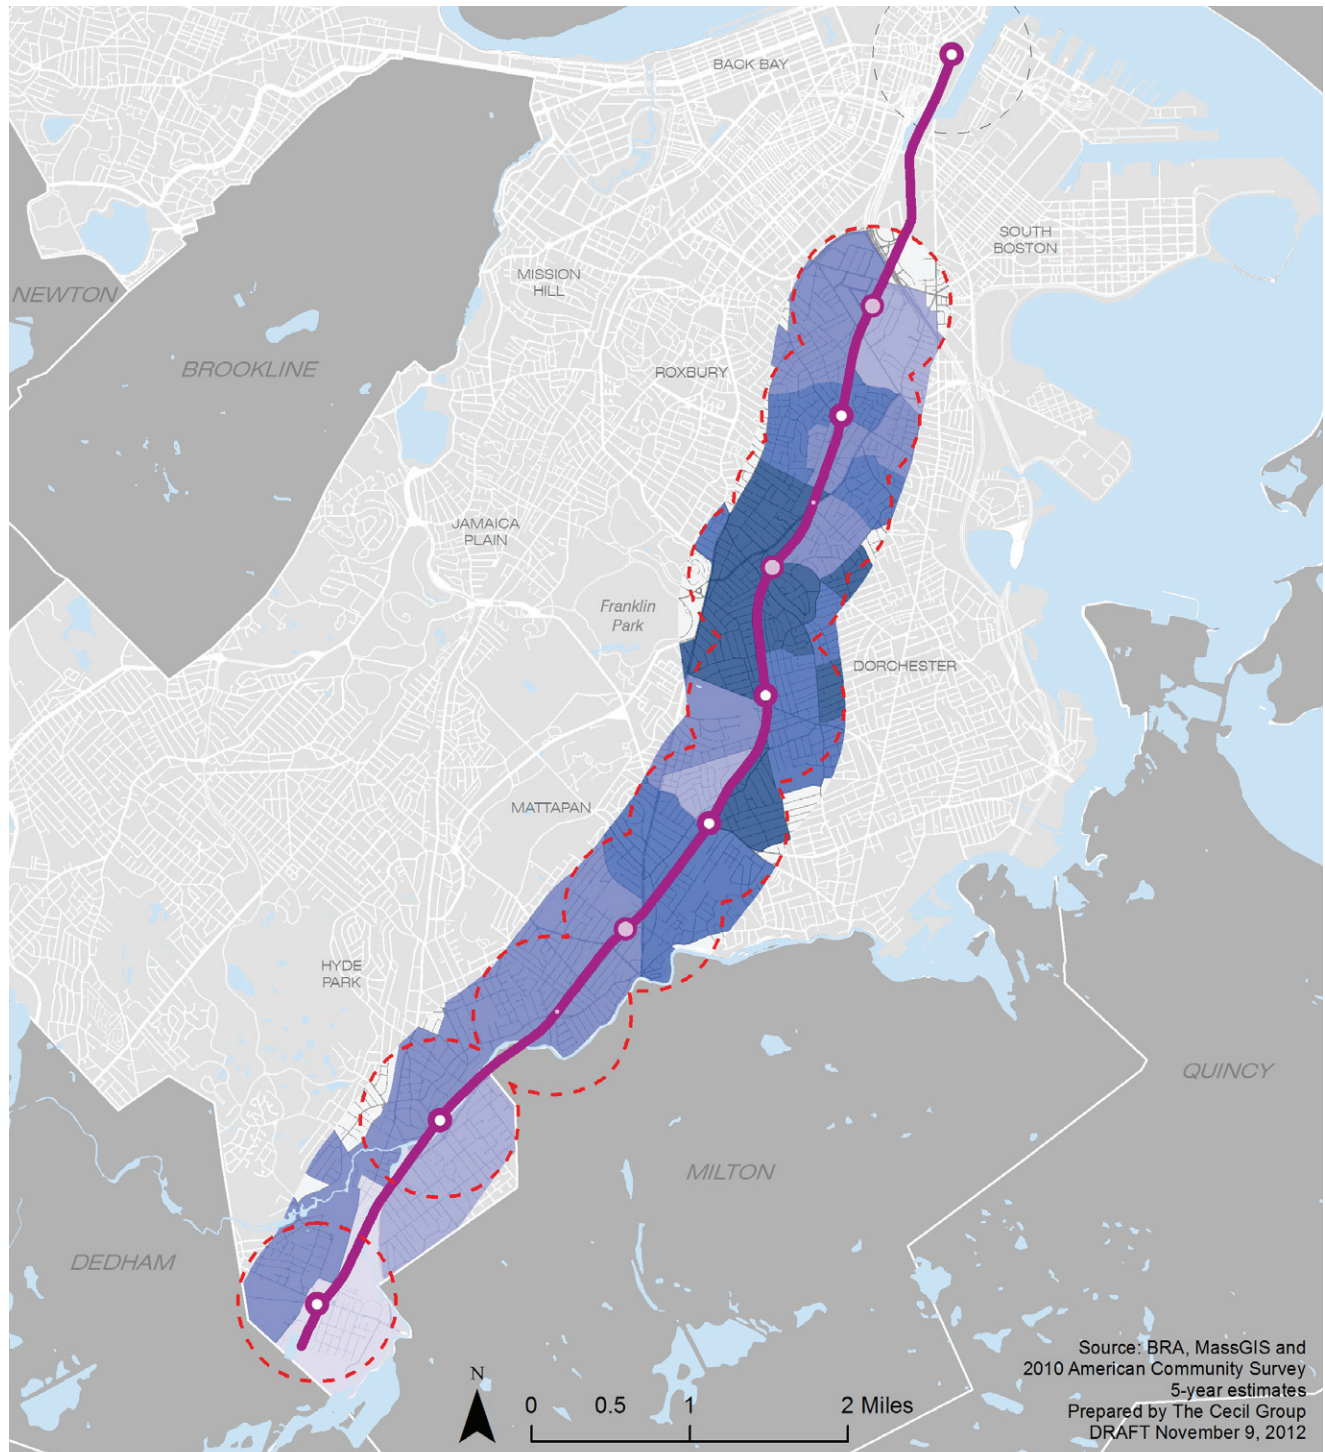 BACK BAY
SOUTH
BOSTON
MISSION
HILL
NEWTON
BROOKLINE
ROXBURY
JAMAICA
PLAIN
Franklin
Park
DORCHESTER
MATTAPAN
HYDE
PARK
QUINCY
MILTON
DEDHAM
N
0 0.5 1 2 Miles
Source: BRA, MassGIS and
2010 American Community Survey
5-year estimates
Prepared by The Cecil Group
DRAFT November 9, 2012